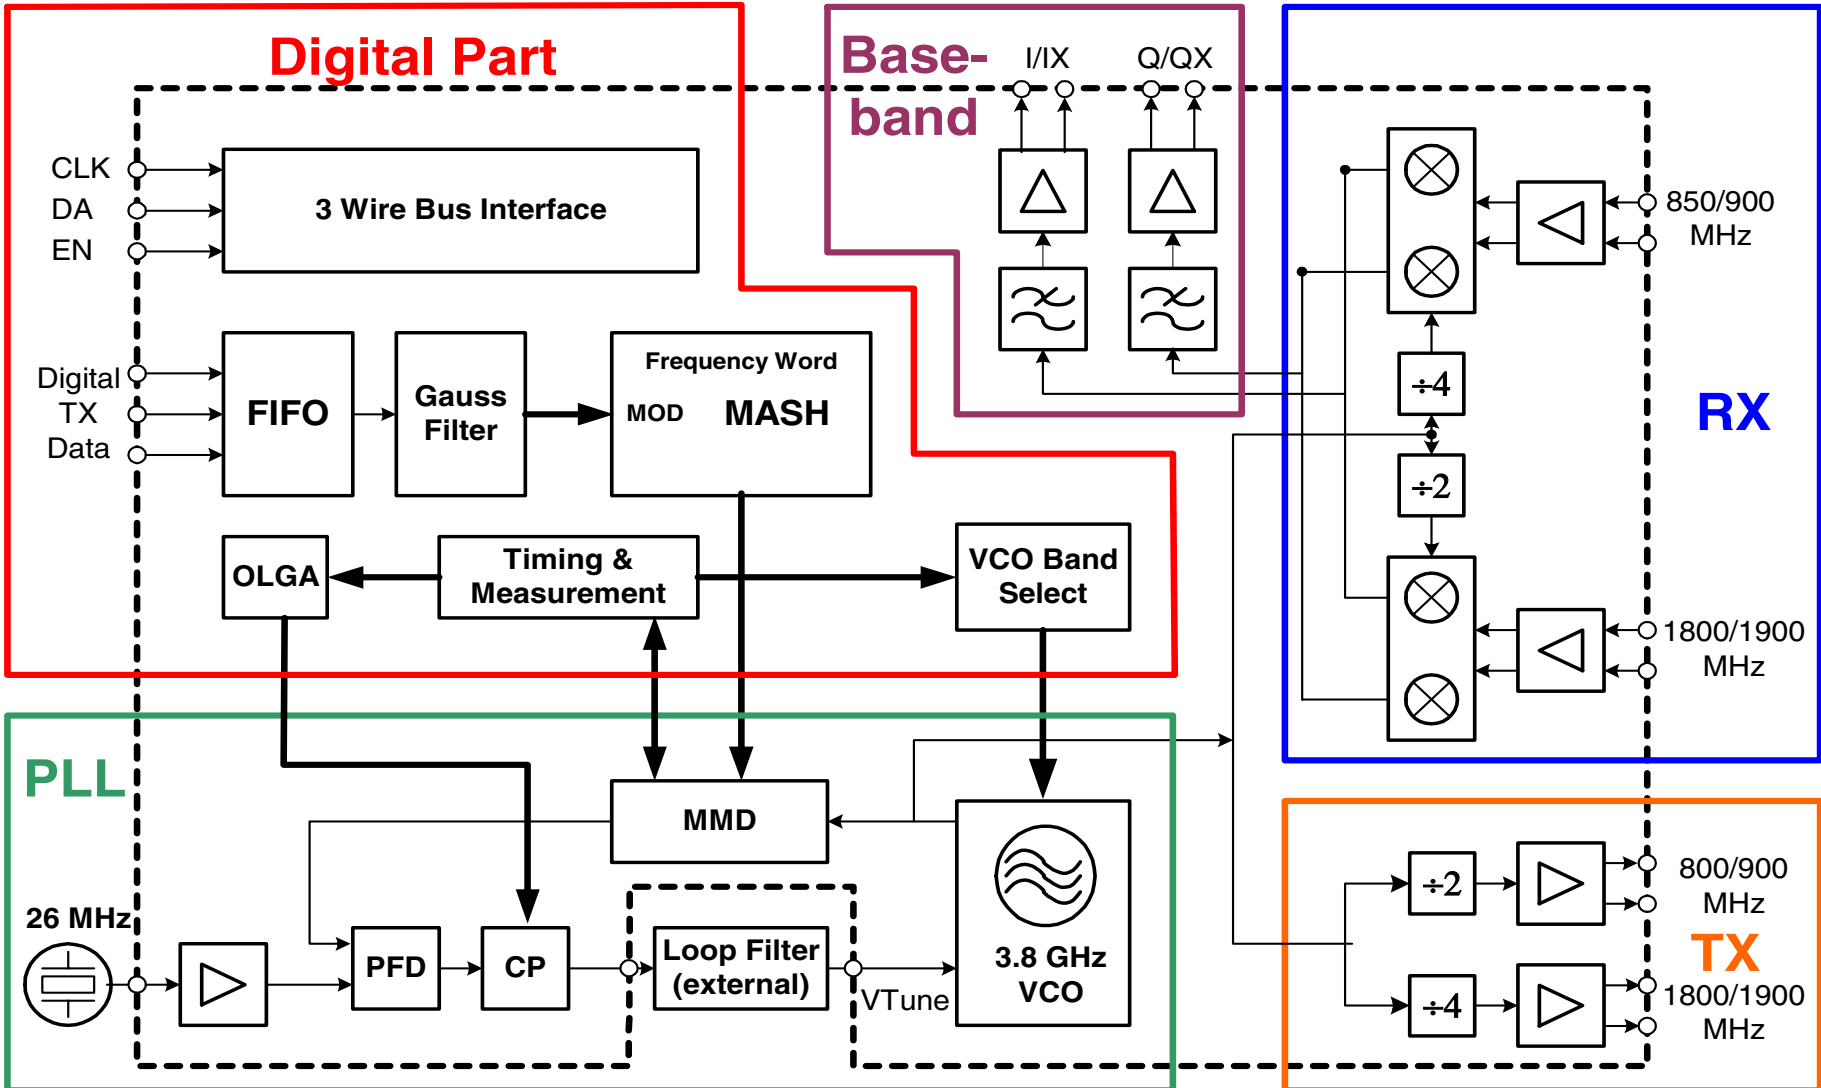 Digital Part
Base-
band
I/IX
Q/QX
CLK
DA
EN
3 Wire Bus Interface
850/900
MHz
Digital
TX
Data
FIFO
Gauss
Filter
Frequency Word
MOD
MASH
÷4
÷2
RX
OLGA
Timing &
Measurement
VCO Band
Select
1800/1900
MHz
PLL
MMD
26 MHz
PFD
CP
Loop Filter
(external)
VTune
3.8 GHz
VCO
÷2
800/900
MHz
TX
÷4
1800/1900
MHz